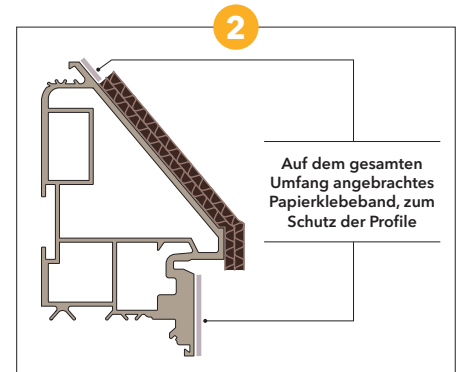 2
Auf dem gesamten
Umfang angebrachtes
Papierklebeband, zum
Schutz der Profile